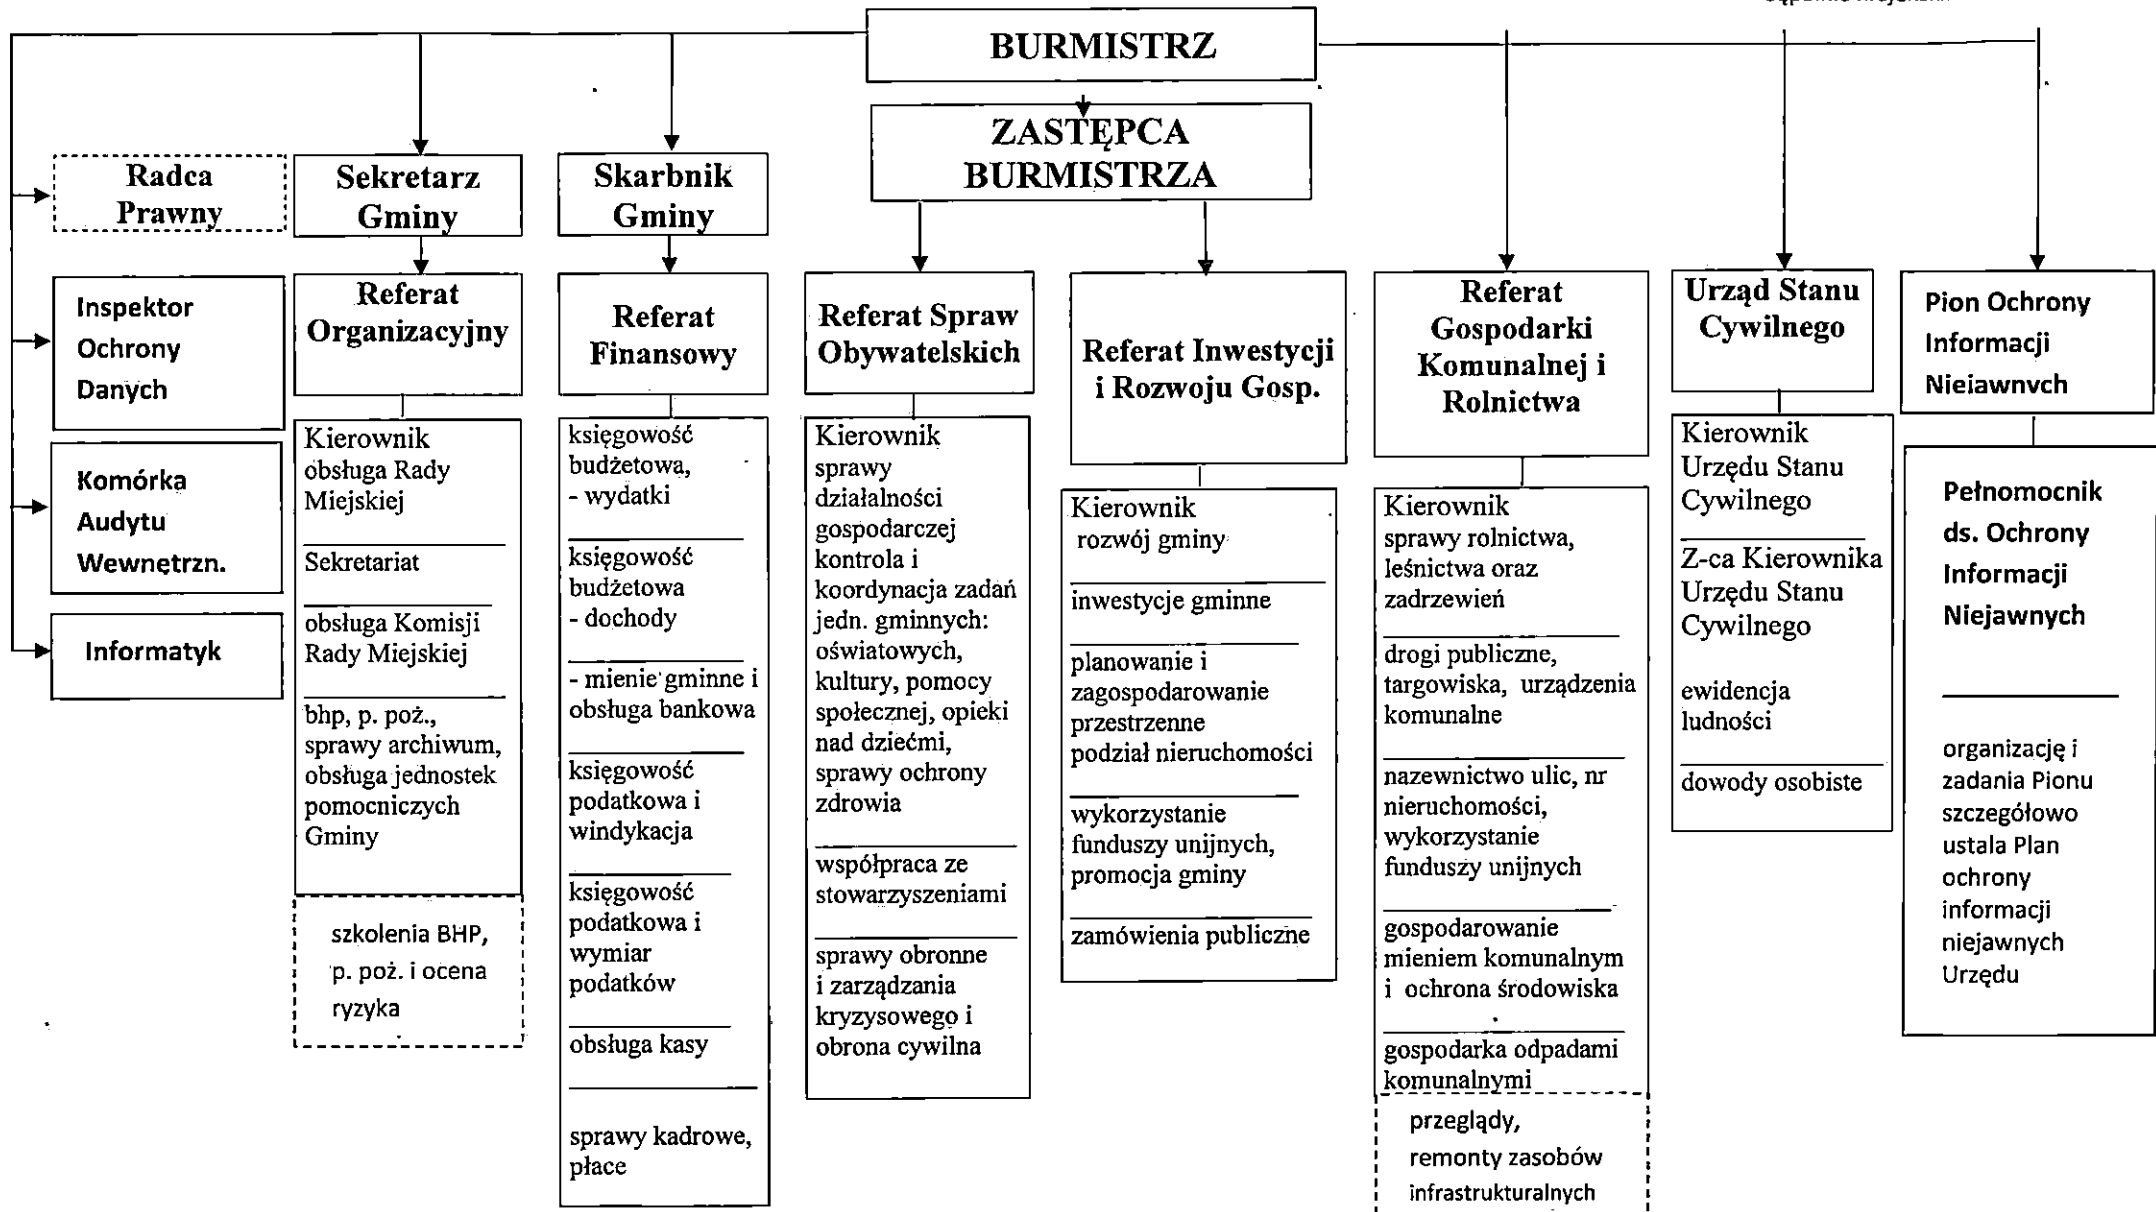 BURMISTRZ
ZASTĘPCA
BURMISTRZA
Radca
Prawny
Sekretarz
Gminy
Skarbnik
Gminy
Inspektor
Ochrony
Danych
Komórka
Audytu
Wewnętrzn.
Informatyk
Referat
Organizacyjny
Kierownik
obsługa Rady
Miejskiej
Sekretariat
obsługa Komisji
Rady Miejskiej
bhp, p. poż.,
sprawy archiwum,
obsługa jednostek
pomocniczych
Gminy
szkolenia BHP,
p. poż. i ocena
ryzyka
Referat
Finansowy
księgowość
budżetowa,
- wydatki
księgowość
budżetowa
- dochody
- mienie gminne i
obsługa bankowa
księgowość
podatkowa i
windykacja
księgowość
podatkowa i
wymiar
podatków
obsługa kasy
sprawy kadrowe,
płace
Referat Spraw
Obywatelskich
Kierownik
sprawy
działalności
gospodarczej
kontrola i
koordynacja zadań
jedn. gminnych:
oświatowych,
kultury, pomocy
społecznej, opieki
nad dziećmi,
sprawy ochrony
zdrowia
współpraca ze
stowarzyszeniami
sprawy obronne
i zarządzania
kryzysowego i
obrona cywilna
Referat Inwestycji
i Rozwoju Gosp.
Kierownik
rozwój gminy
inwestycje gminne
planowanie i
zagospodarowanie
przestrzenne
podział nieruchomości
wykorzystanie
funduszy unijnych,
promocja gminy
zamówienia publiczne
Referat
Gospodarki
Komunalnej i
Rolnictwa
Kierownik
sprawy rolnictwa,
leśnictwa oraz
zadrzewień
drogi publiczne,
targowiska, urządzenia
komunalne
nazewnictwo ulic, nr
nieruchomości,
wykorzystanie
funduszy unijnych
gospodarowanie
mieniem komunalnym
i ochrona środowiska
gospodarka odpadami
komunalnymi
przeglądy,
remonty zasobów
infrastrukturalnych
Urząd Stanu
Cywilnego
Kierownik
Urzędu Stanu
Cywilnego
Z-ca Kierownika
Urzędu Stanu
Cywilnego
ewidencja
ludności
dowody osobiste
Pion Ochrony
Informacji
Niejawnych
Pełnomocnik
ds. Ochrony
Informacji
Niejawnych
organizację i
zadania Pionu
szczegółowo
ustala Plan
ochrony
informacji
niejawnych
Urzędu